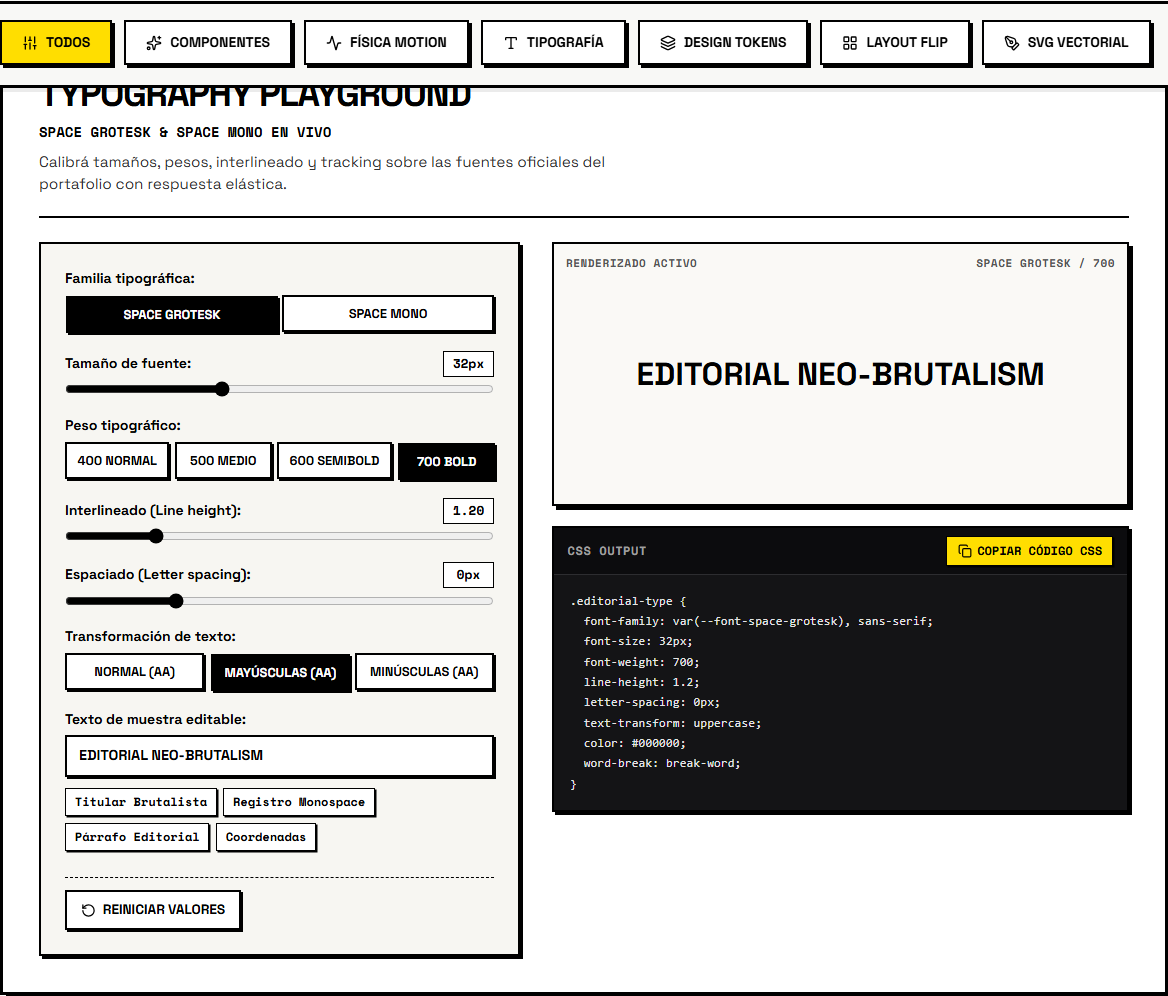 TODOS
COMPONENTES
FÍSICA MOTION
TIPOGRAFÍA
DESIGN TOKENS
LAYOUT FLIP
SVG VECTORIAL
TYPOGRAPHY PLAYGROUND
SPACE GROTESK & SPACE MONO EN VIVO
Calibrá tamaños, pesos, interlineado y tracking sobre las fuentes oficiales del
portafolio con respuesta elástica.
Familia tipográfica:
SPACE GROTESK
SPACE MONO
Tamaño de fuente:
32px
Peso tipográfico:
400 NORMAL
500 MEDIO
600 SEMIBOLD
700 BOLD
Interlineado (Line height):
1.20
Espaciado (Letter spacing):
0px
Transformación de texto:
NORMAL (AA)
MAYÚSCULAS (AA)
MINÚSCULAS (AA)
Texto de muestra editable:
EDITORIAL NEO-BRUTALISM
Titular Brutalista
Registro Monospace
Párrafo Editorial
Coordenadas
REINICIAR VALORES
RENDERIZADO ACTIVO
SPACE GROTESK / 700
EDITORIAL NEO-BRUTALISM
CSS OUTPUT
COPIAR CÓDIGO CSS
.editorial-type {
  font-family: var(--font-space-grotesk), sans-serif;
  font-size: 32px;
  font-weight: 700;
  line-height: 1.2;
  letter-spacing: 0px;
  text-transform: uppercase;
  color: #000000;
  word-break: break-word;
}